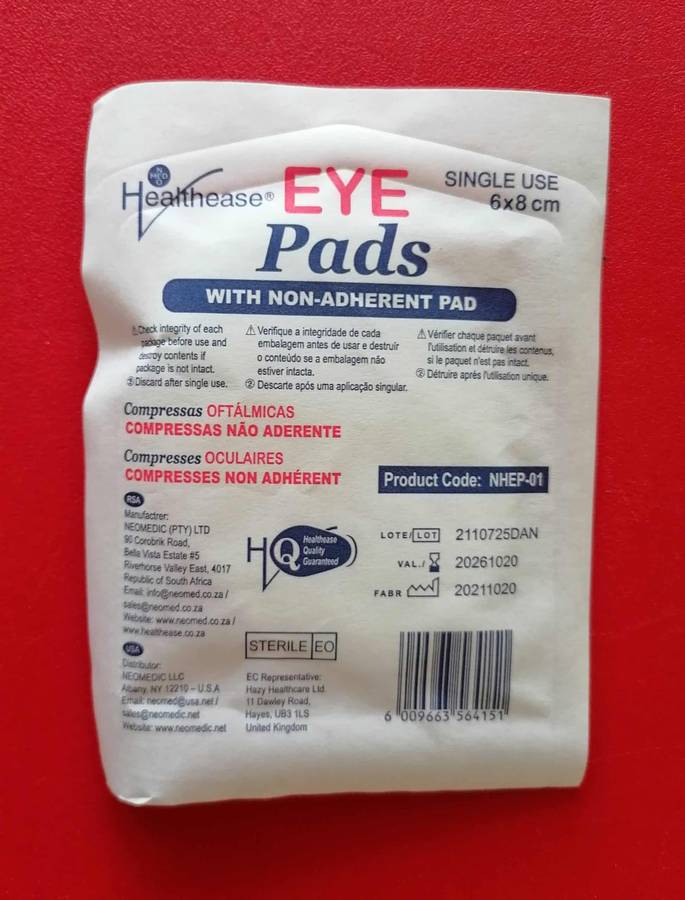 NEO MED
Healthease®
EYE
Pads
SINGLE USE
6x8 cm
WITH NON-ADHERENT PAD
⚠Check integrity of each
package before use and
destroy contents if
package is not intact.
② Discard after single use.
⚠ Verifique a integridade de cada
embalagem antes de usar e destruir
o conteúdo se a embalagem não
estiver intacta.
② Descarte após uma aplicação singular.
⚠ Vérifier chaque paquet avant
l'utilisation et détruire les contenus,
si le paquet n'est pas intact.
② Détruire après l'utilisation unique.
Compressas OFTÁLMICAS
COMPRESSAS NÃO ADERENTE
Compresses OCULAIRES
COMPRESSES NON ADHÉRENT
Product Code: NHEP-01
RSA
Manufactrer:
NEOMEDIC (PTY) LTD
90 Corobrik Road,
Bella Vista Estate #5
Riverhorse Valley East, 4017
Republic of South Africa
Email: info@neomed.co.za /
sales@neomed.co.za
Website: www.neomed.co.za /
www.healthease.co.za
USA
Distributor:
NEOMEDIC LLC
Albany, NY 12210 – U.S.A
Email: neomed@usa.net /
sales@neomedic.net
Website: www.neomedic.net
HQ
Healthease
Quality
Guaranteed
STERILE EO
EC Representative:
Hazy Healthcare Ltd.
11 Dawley Road,
Hayes, UB3 1LS
United Kingdom
LOTE/ LOT 2110725DAN
VAL./ 20261020
FABR 20211020
6 009663 564151